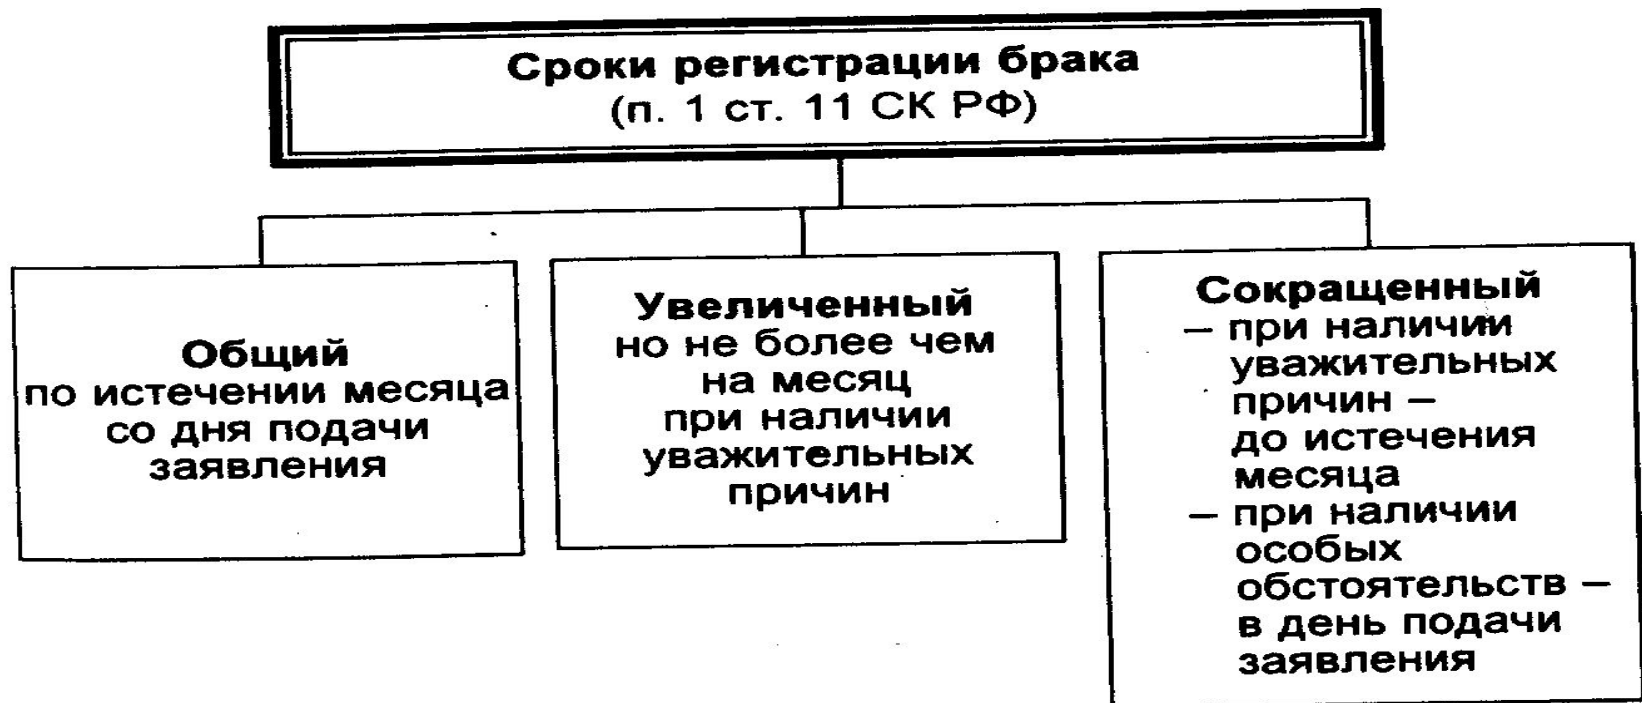 Сроки регистрации брака
(п. 1 ст. 11 СК РФ)
Общий
по истечении месяца
со дня подачи
заявления
Увеличенный
но не более чем
на месяц
при наличии
уважительных
причин
Сокращенный
– при наличии
уважительных
причин –
до истечения
месяца
– при наличии
особых
обстоятельств –
в день подачи
заявления